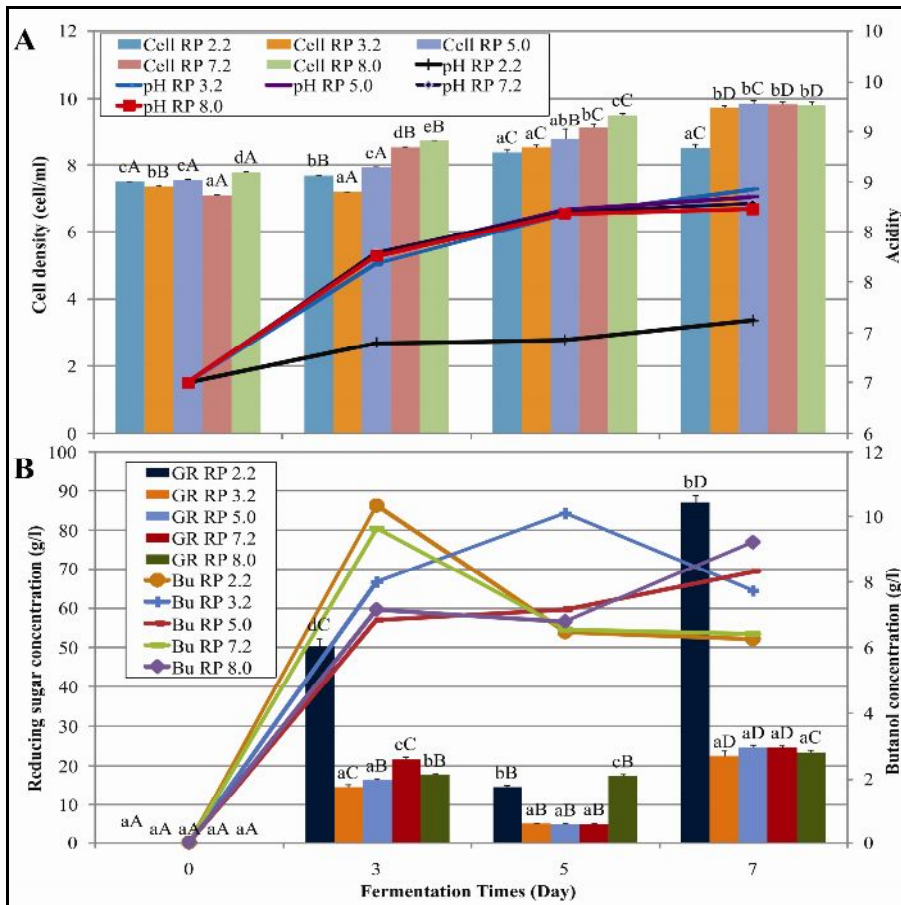 A
12
10
8
6
4
2
0
Cell density (cell/ml)
Cell RP 2.2 Cell RP 3.2 Cell RP 5.0
Cell RP 7.2 Cell RP 8.0 pH RP 2.2
pH RP 3.2 pH RP 5.0 pH RP 7.2
pH RP 8.0
cA bB cA aA dA
bB aA cA dB eB
aC aC abB bC cC
aC bD bC bD bD
10
10
9
9
8
8
7
7
6
Acidity
B
100
90
80
70
60
50
40
30
20
10
0
Reducing sugar concentration (g/l)
GR RP 2.2
GR RP 3.2
GR RP 5.0
GR RP 7.2
GR RP 8.0
Bu RP 2.2
Bu RP 3.2
Bu RP 5.0
Bu RP 7.2
Bu RP 8.0
aA aA aA aA aA
dC aC aB cC bB
bB aB aB aB cB
bD aD aD aD aC
12
10
8
6
4
2
0
Butanol concentration (g/l)
0 3 5 7
Fermentation Times (Day)